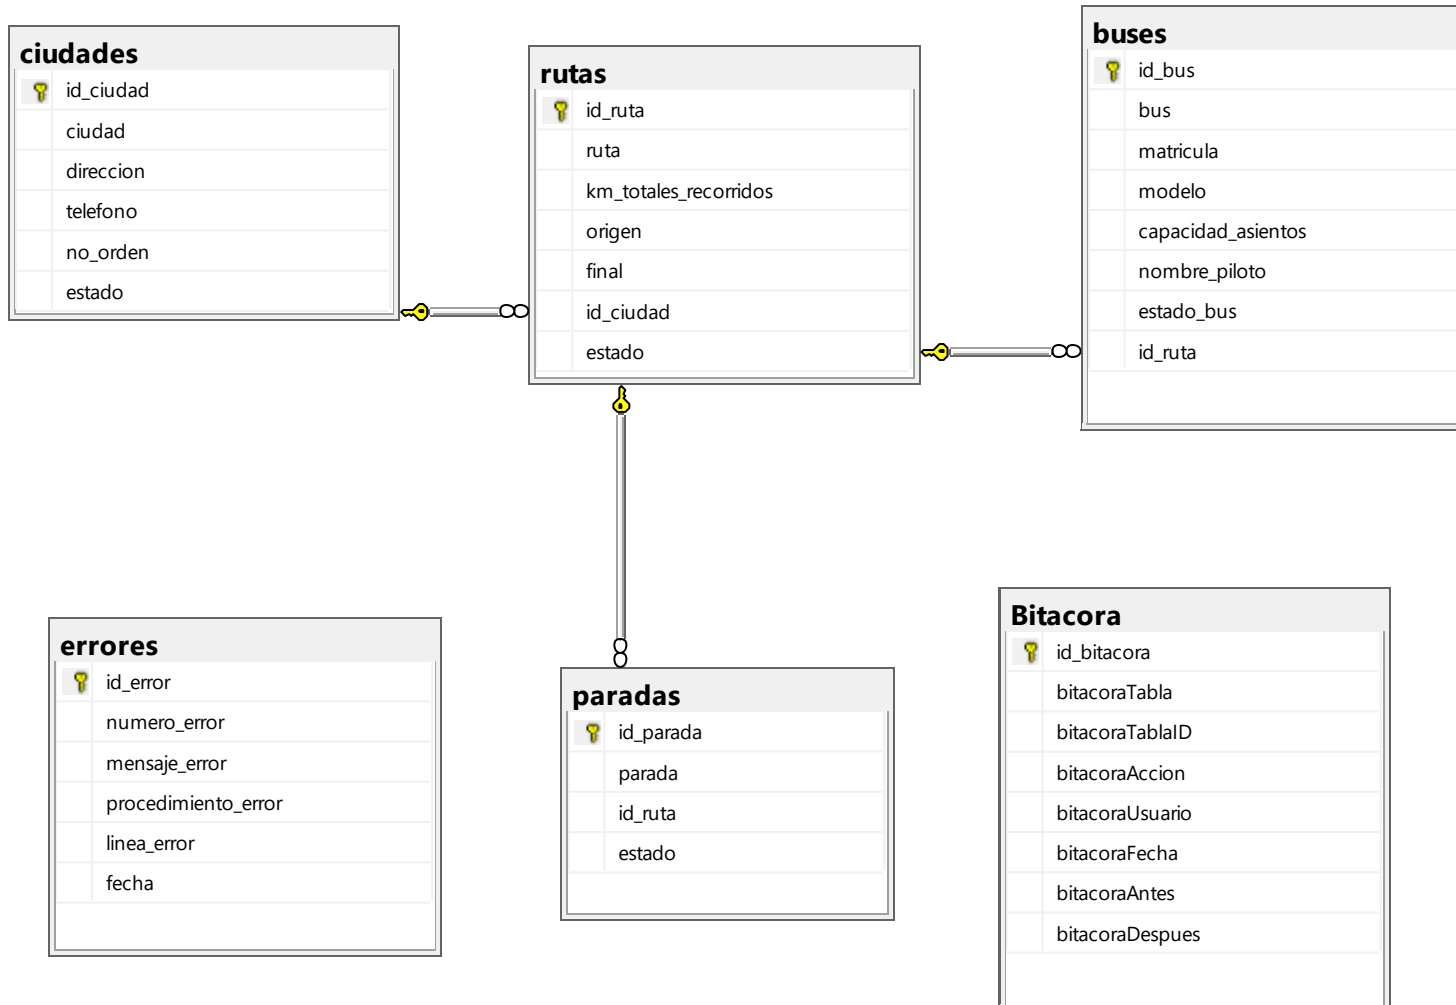 ciudades
id_ciudad
ciudad
direccion
telefono
no_orden
estado
rutas
id_ruta
ruta
km_totales_recorridos
origen
final
id_ciudad
estado
buses
id_bus
bus
matricula
modelo
capacidad_asientos
nombre_piloto
estado_bus
id_ruta
errores
id_error
numero_error
mensaje_error
procedimiento_error
linea_error
fecha
paradas
id_parada
parada
id_ruta
estado
Bitacora
id_bitacora
bitacoraTabla
bitacoraTablaID
bitacoraAccion
bitacoraUsuario
bitacoraFecha
bitacoraAntes
bitacoraDespues